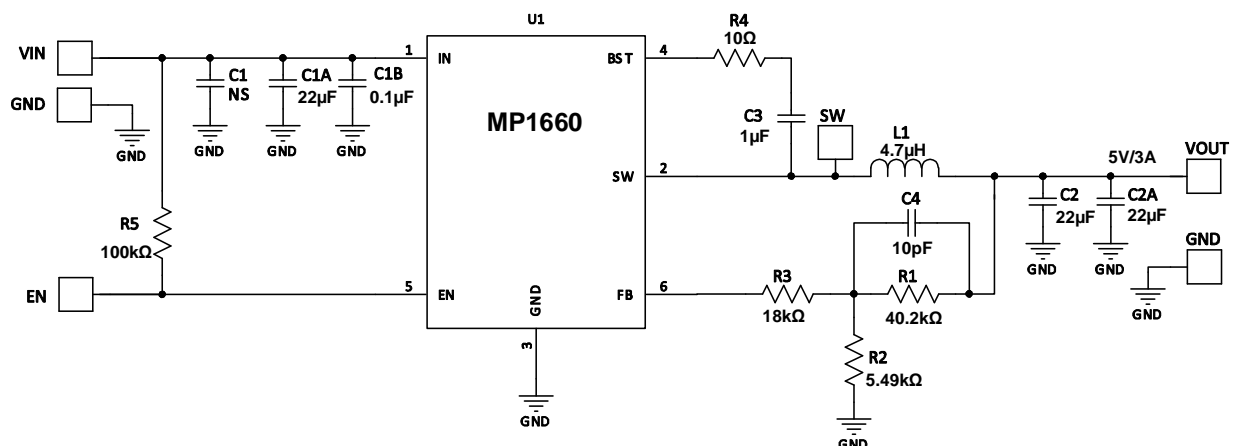 U1
VIN
1
IN
C1
NS
C1A
22µF
C1B
0.1µF
GND
GND
GND
GND
GND
MP1660
BST
4
R4
10Ω
C3
1µF
SW
SW
2
L1
4.7µH
5V/3A
VOUT
C2
22µF
C2A
22µF
GND
GND
GND
GND
C4
10pF
R5
100kΩ
EN
5
EN
GND
3
GND
FB
6
R3
18kΩ
R1
40.2kΩ
R2
5.49kΩ
GND